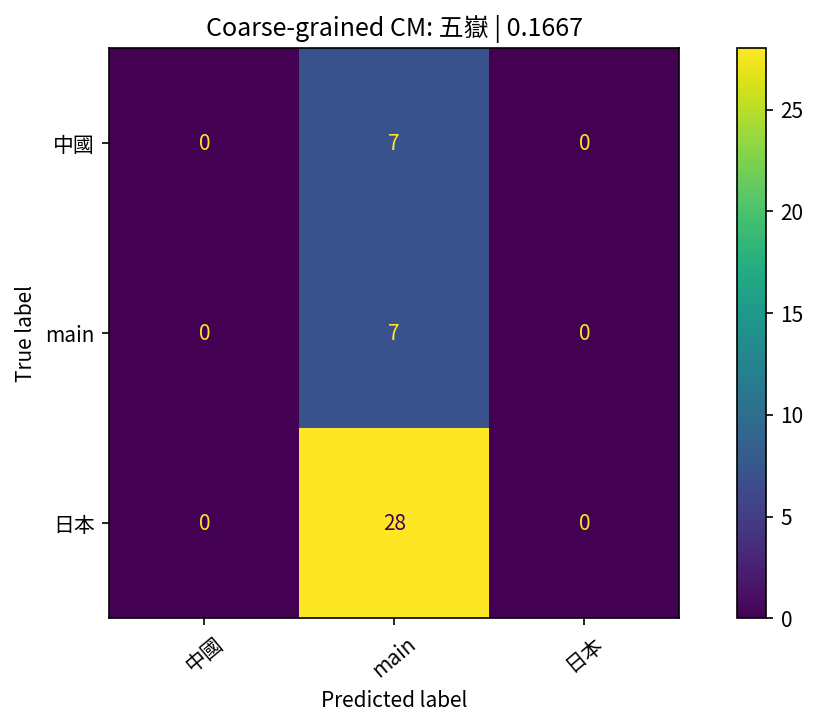 Coarse-grained CM: 五嶽 | 0.1667
中國 0 7 0
main 0 7 0
日本 0 28 0
中國 main 日本
Predicted label
True label
25
20
15
10
5
0